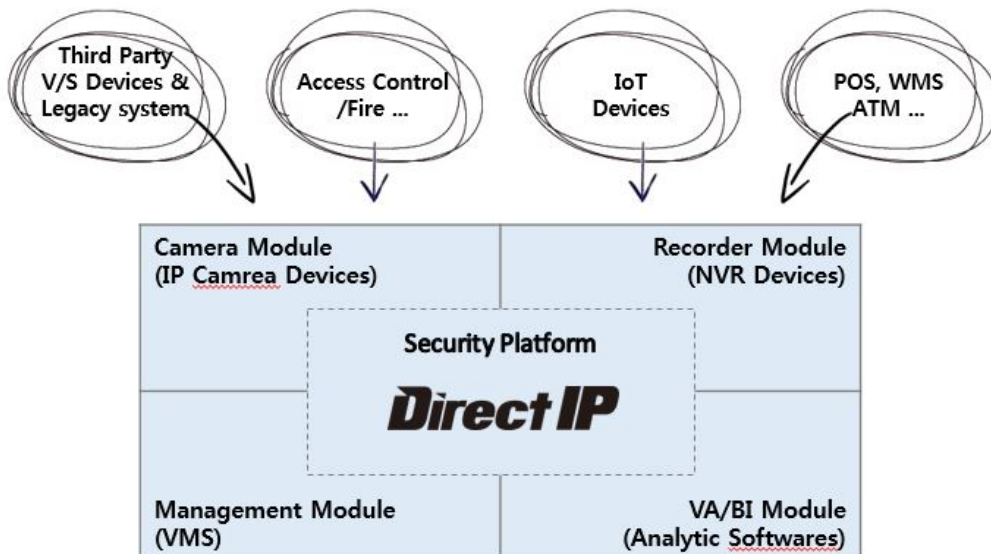 Third Party
V/S Devices &
Legacy system
Access Control
/Fire ...
IoT
Devices
POS, WMS
ATM ...
Camera Module
(IP Camrea Devices)
Recorder Module
(NVR Devices)
Security Platform
Direct IP
Management Module
(VMS)
VA/BI Module
(Analytic Softwares)